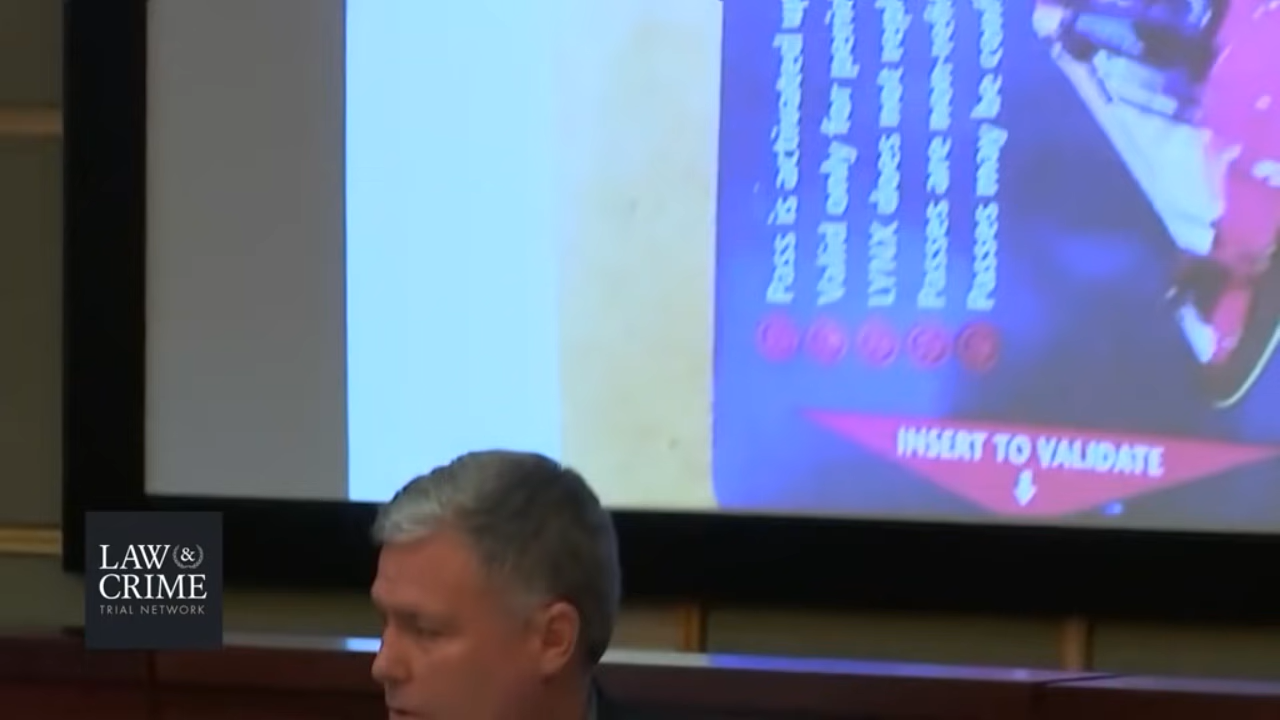 Pass is activated
Valid only for
LYNX does not
Passes are
Passes may be
INSERT TO VALIDATE
LAW &
CRIME
TRIAL NETWORK